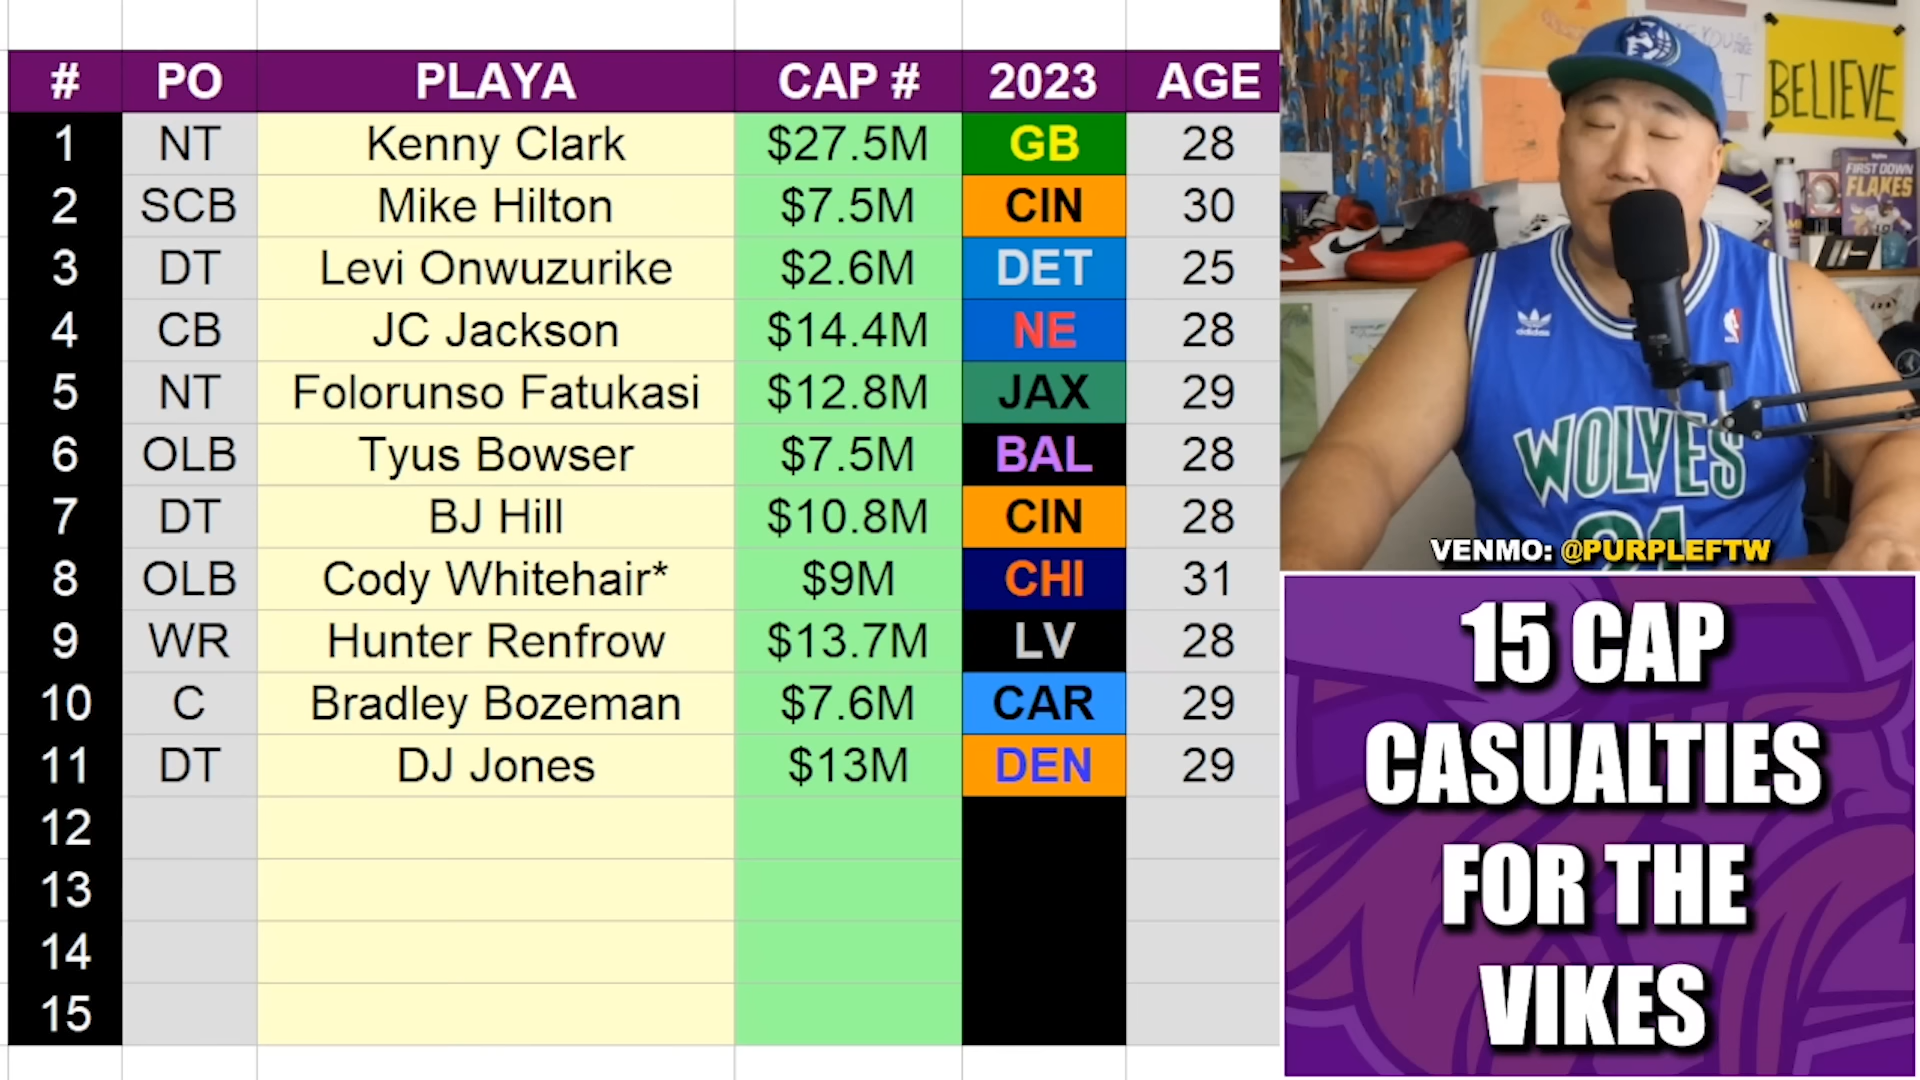 # PO PLAYA CAP # 2023 AGE
1 NT Kenny Clark $27.5M GB 28
2 SCB Mike Hilton $7.5M CIN 30
3 DT Levi Onwuzurike $2.6M DET 25
4 CB JC Jackson $14.4M NE 28
5 NT Folorunso Fatukasi $12.8M JAX 29
6 OLB Tyus Bowser $7.5M BAL 28
7 DT BJ Hill $10.8M CIN 28
8 OLB Cody Whitehair* $9M CHI 31
9 WR Hunter Renfrow $13.7M LV 28
10 C Bradley Bozeman $7.6M CAR 29
11 DT DJ Jones $13M DEN 29
12
13
14
15
BELIEVE
FIRST DOWN
FLAKES
adidas
WOLVES
21
VENMO: @PURPLEFTW
15 CAP
CASUALTIES
FOR THE
VIKES